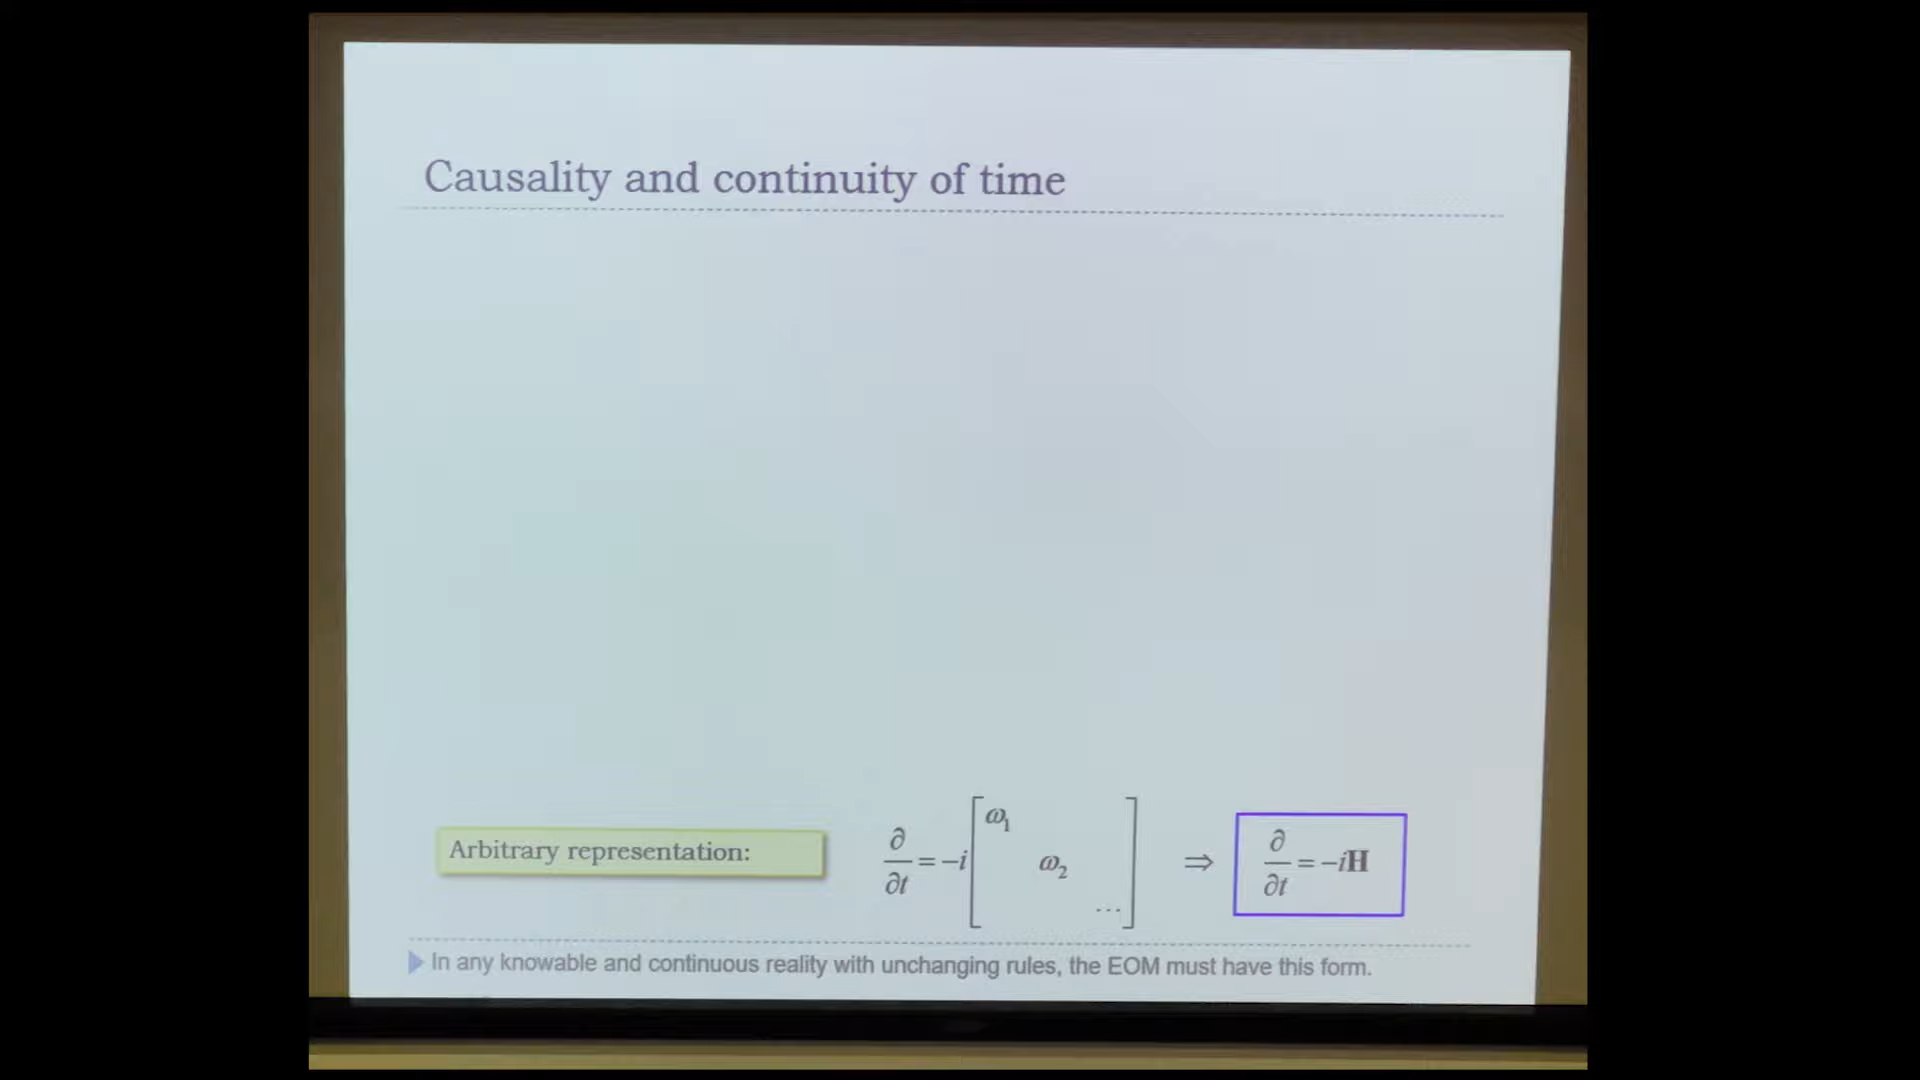 Causality and continuity of time
Arbitrary representation:
∂/∂t = −i [ω₁ ω₂ ...] ⇒ ∂/∂t = −iH
In any knowable and continuous reality with unchanging rules, the EOM must have this form.